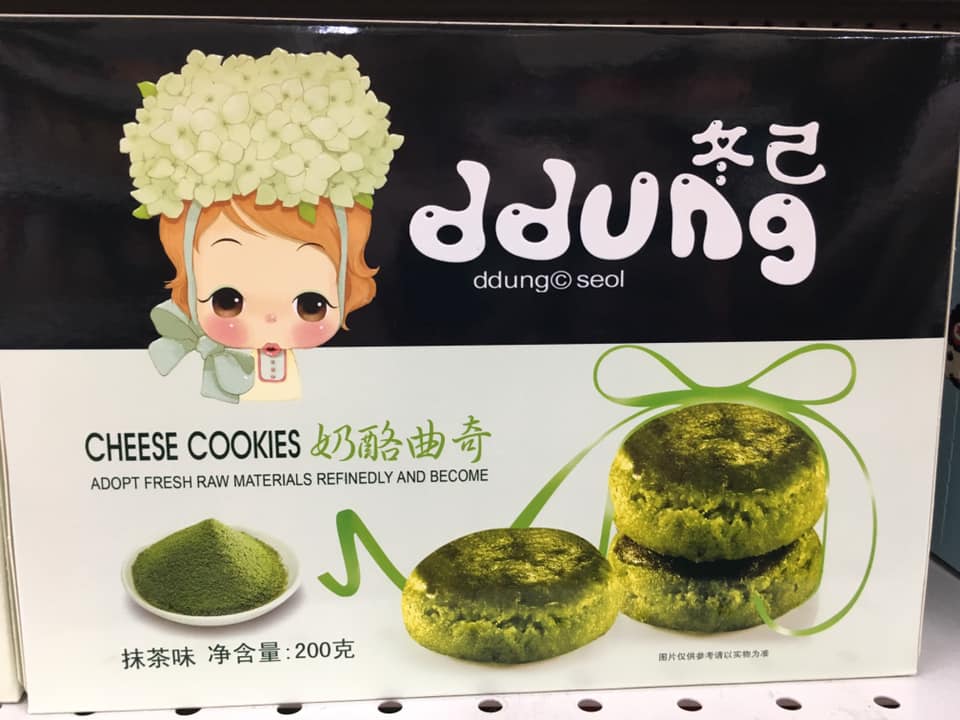 冬己
ddung
ddung© seol
CHEESE COOKIES 奶酪曲奇
ADOPT FRESH RAW MATERIALS REFINEDLY AND BECOME
抹茶味 净含量:200克
图片仅供参考请以实物为准